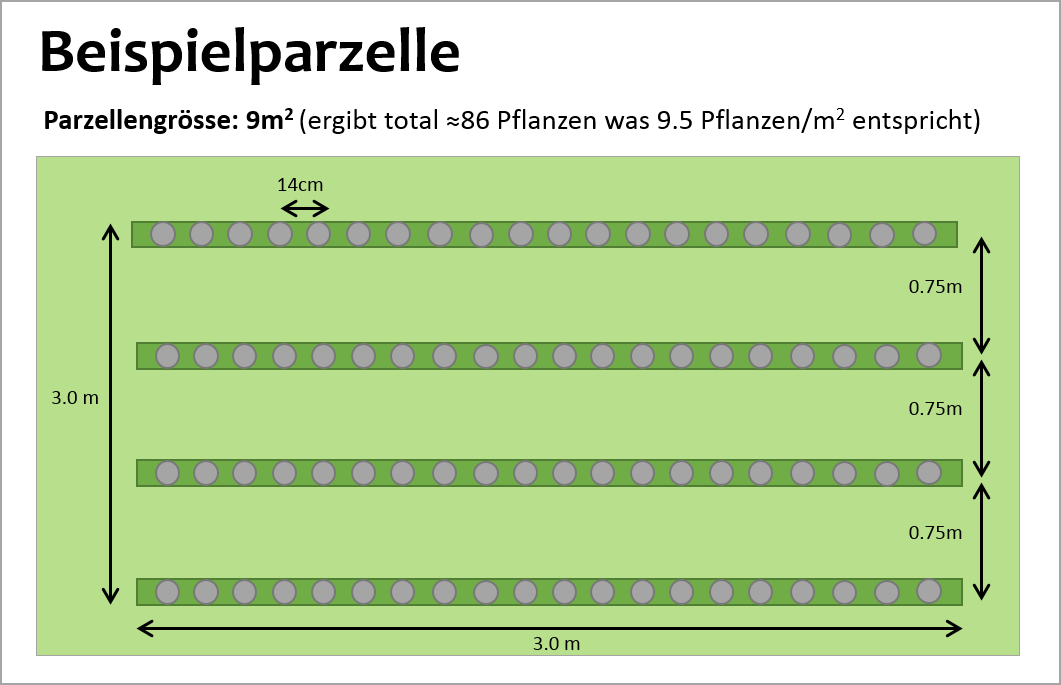 Beispielparzelle
Parzellengrösse: 9m² (ergibt total ≈86 Pflanzen was 9.5 Pflanzen/m² entspricht)
14cm
0.75m
3.0 m
0.75m
0.75m
3.0 m